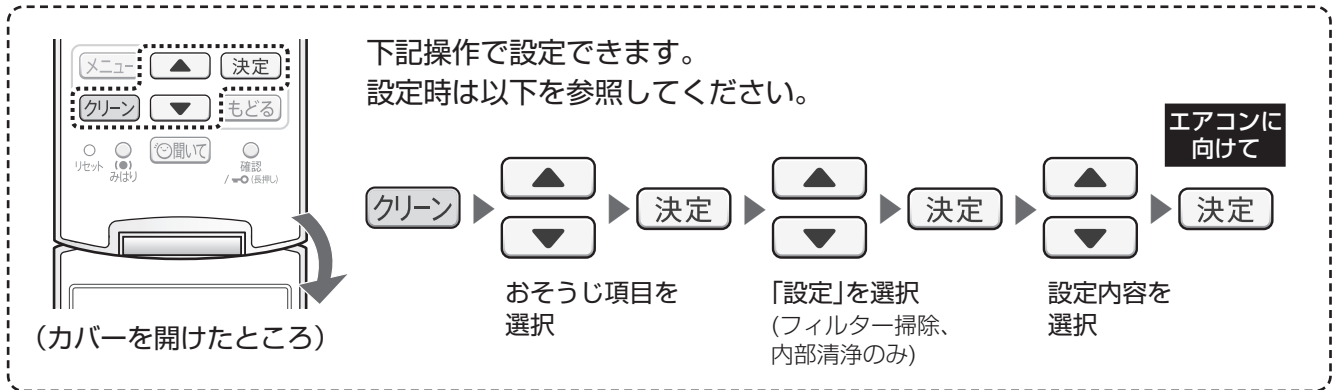 下記操作で設定できます。
設定時は以下を参照してください。
メニュー
決定
クリーン
もどる
リセット
(●)
みはり
聞いて
確認
/ (長押し)
(カバーを開けたところ)
エアコンに
向けて
クリーン
決定
決定
決定
おそうじ項目を
選択
「設定」を選択
(フィルター掃除、
内部清浄のみ)
設定内容を
選択